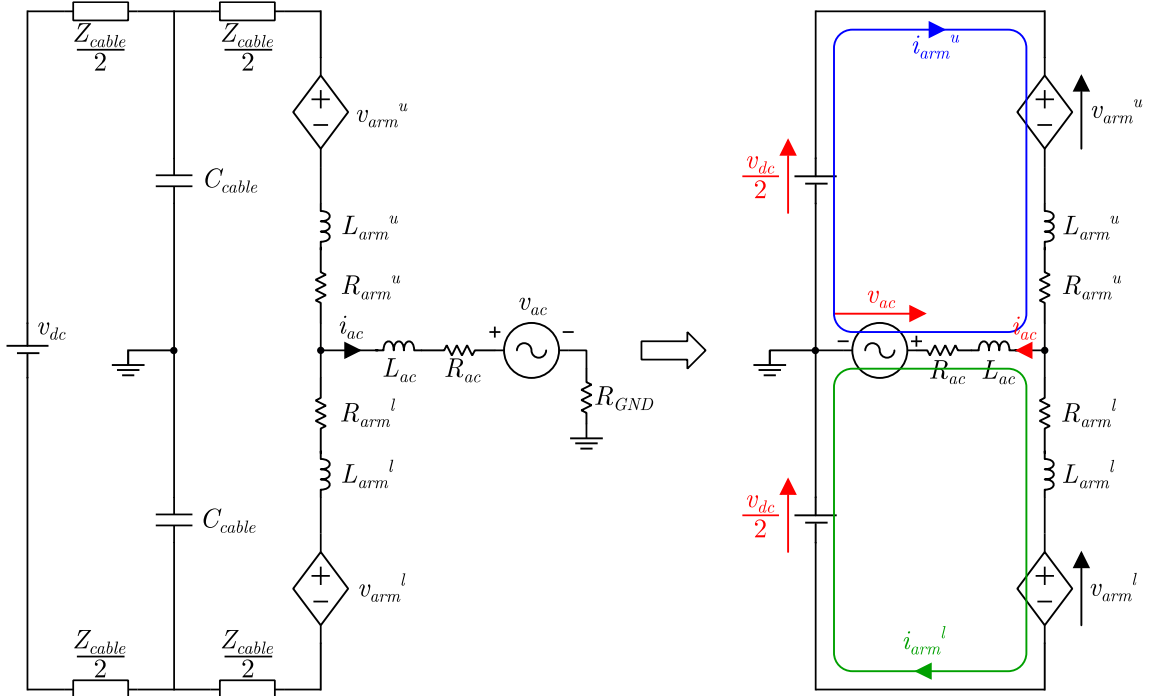 Z_cable/2
Z_cable/2
v_arm^u
C_cable
L_arm^u
R_arm^u
v_dc
i_ac
v_ac
L_ac
R_ac
R_GND
R_arm^l
L_arm^l
C_cable
v_arm^l
Z_cable/2
Z_cable/2
i_arm^u
v_arm^u
v_dc/2
L_arm^u
R_arm^u
v_ac
i_ac
R_ac
L_ac
R_arm^l
L_arm^l
v_dc/2
v_arm^l
i_arm^l